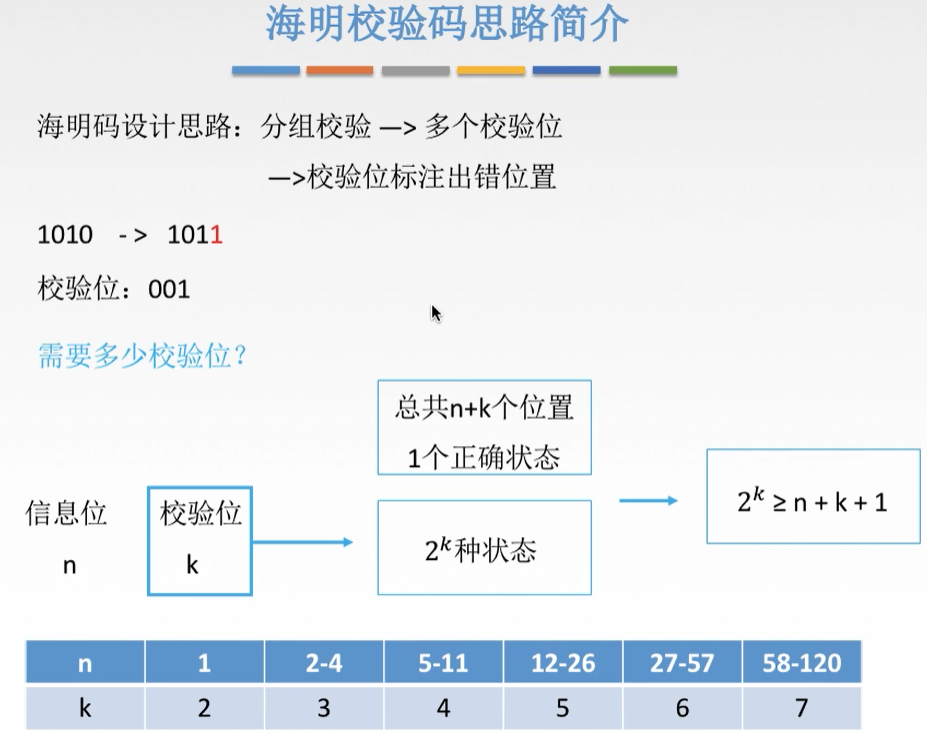 海明校验码思路简介
海明码设计思路：分组校验 —> 多个校验位
—>校验位标注出错位置
1010 -> 1011
校验位：001
需要多少校验位？
总共n+k个位置
1个正确状态
信息位
n
校验位
k
2^k种状态
2^k ≥ n + k + 1
n 1 2-4 5-11 12-26 27-57 58-120
k 2 3 4 5 6 7